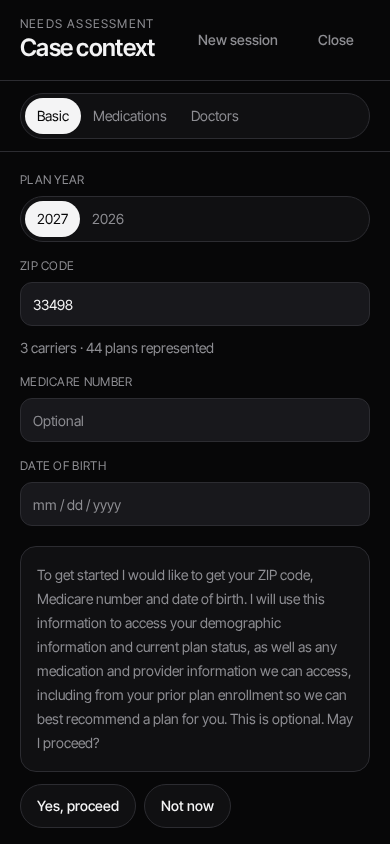 NEEDS ASSESSMENT
Case context
New session
Close
Basic
Medications
Doctors
PLAN YEAR
2027
2026
ZIP CODE
33498
3 carriers · 44 plans represented
MEDICARE NUMBER
Optional
DATE OF BIRTH
mm / dd / yyyy
To get started I would like to get your ZIP code,
Medicare number and date of birth. I will use this
information to access your demographic
information and current plan status, as well as any
medication and provider information we can access,
including from your prior plan enrollment so we can
best recommend a plan for you. This is optional. May
I proceed?
Yes, proceed
Not now